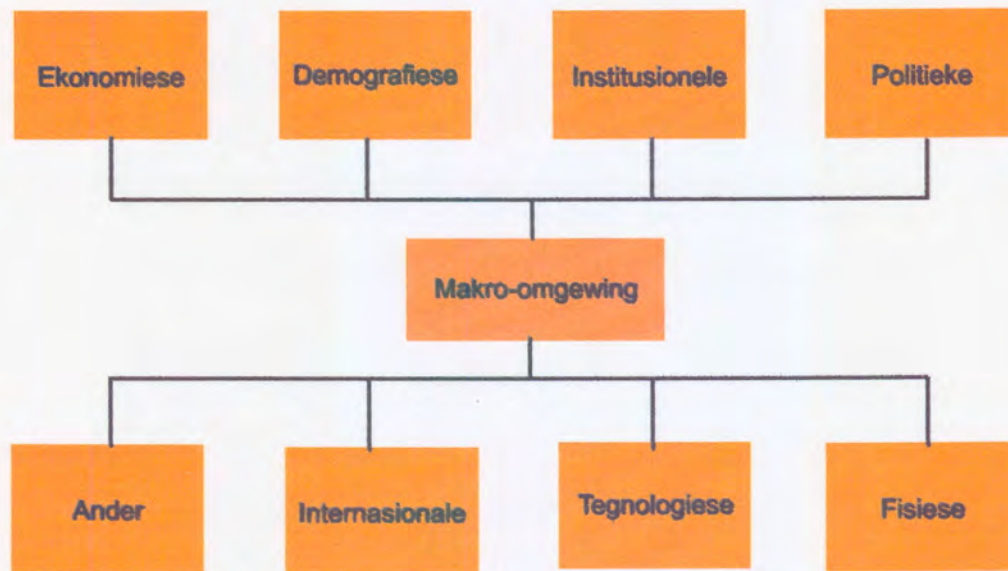 Ekonomiese
Demografiese
Institusionele
Politieke
Makro-omgewing
Ander
Internasionale
Tegnologiese
Fisiese